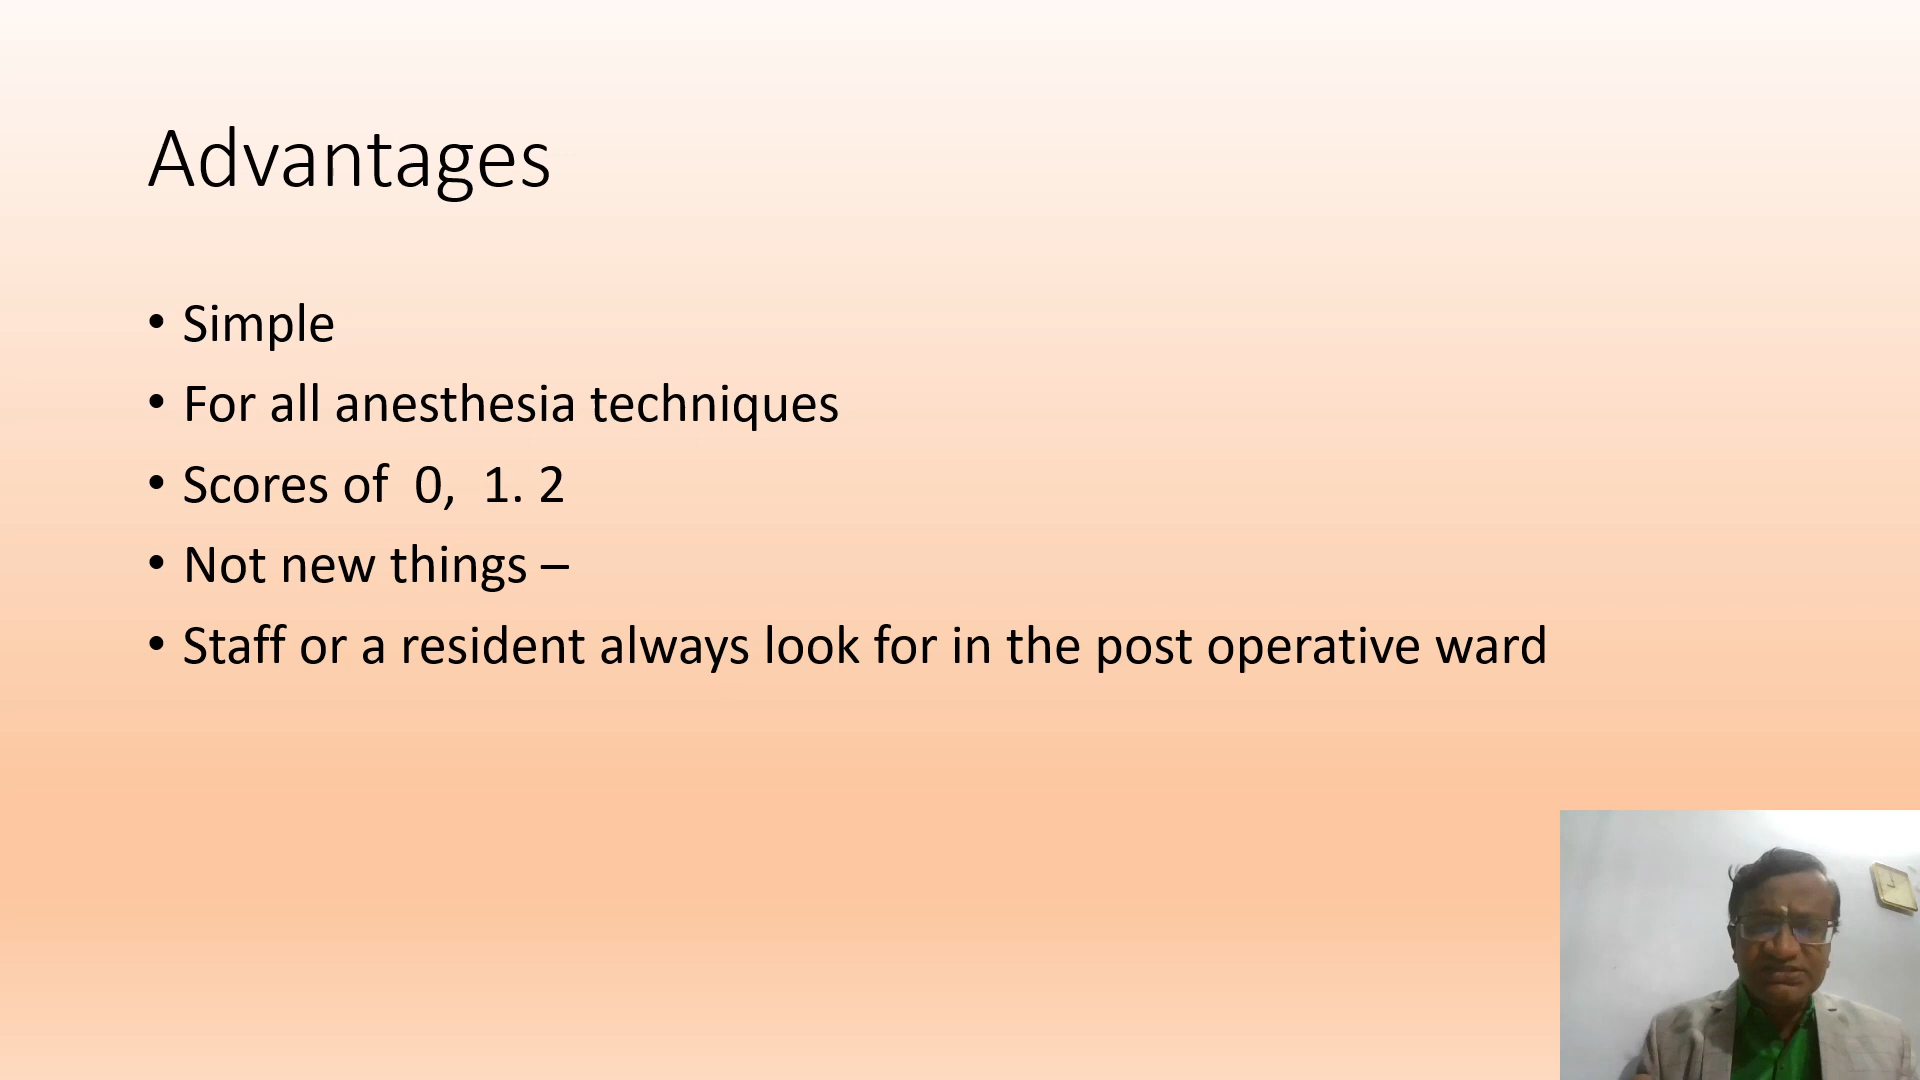 Advantages
• Simple
• For all anesthesia techniques
• Scores of  0,  1. 2
• Not new things –
• Staff or a resident always look for in the post operative ward